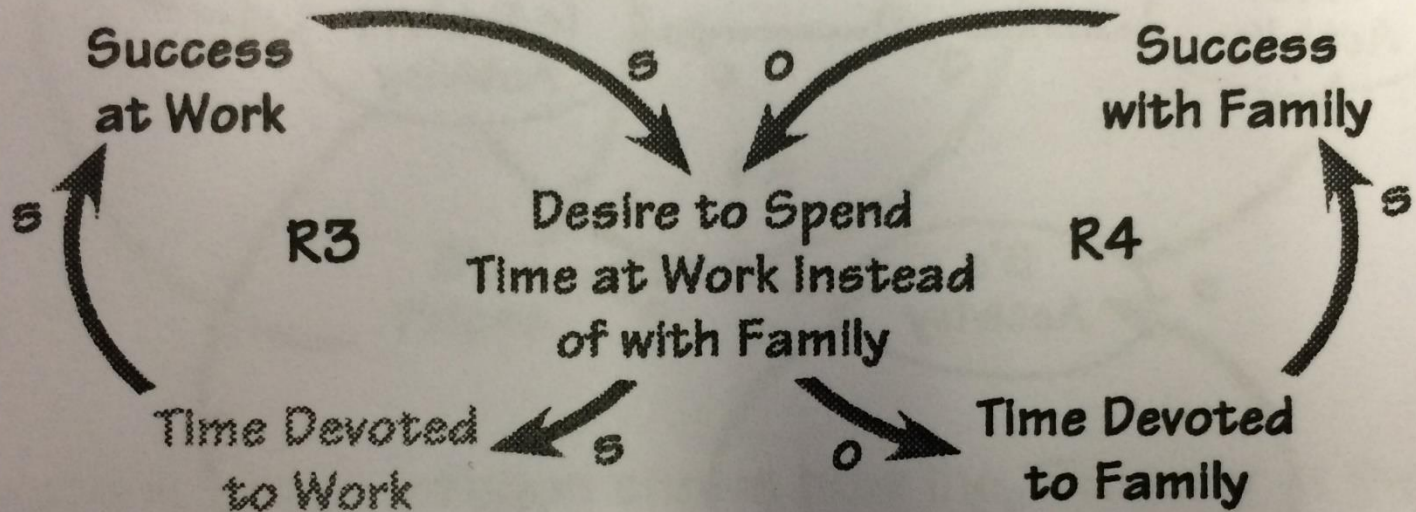 Success
at Work
s
o
Success
with Family
s
R3
Desire to Spend
Time at Work Instead
of with Family
R4
s
Time Devoted
to Work
s
o
Time Devoted
to Family